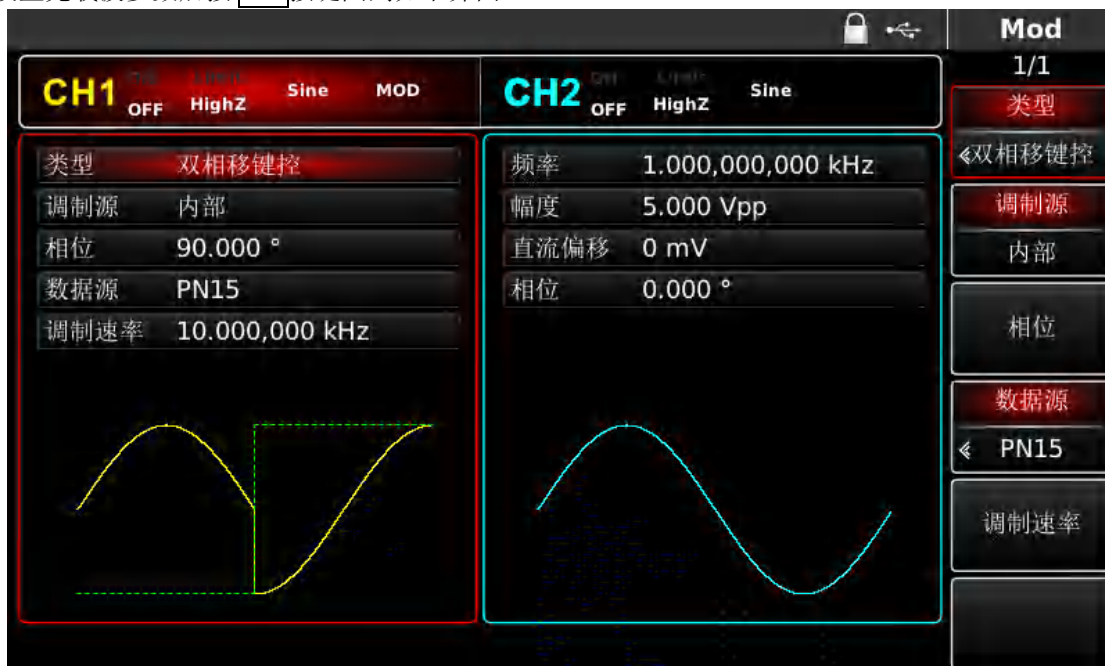 Mod
1/1
CH1 OFF HighZ Sine MOD
CH2 OFF HighZ Sine
类型 双相移键控
调制源 内部
相位 90.000 °
数据源 PN15
调制速率 10.000,000 kHz
频率 1.000,000,000 kHz
幅度 5.000 Vpp
直流偏移 0 mV
相位 0.000 °
类型
双相移键控
调制源
内部
相位
数据源
PN15
调制速率